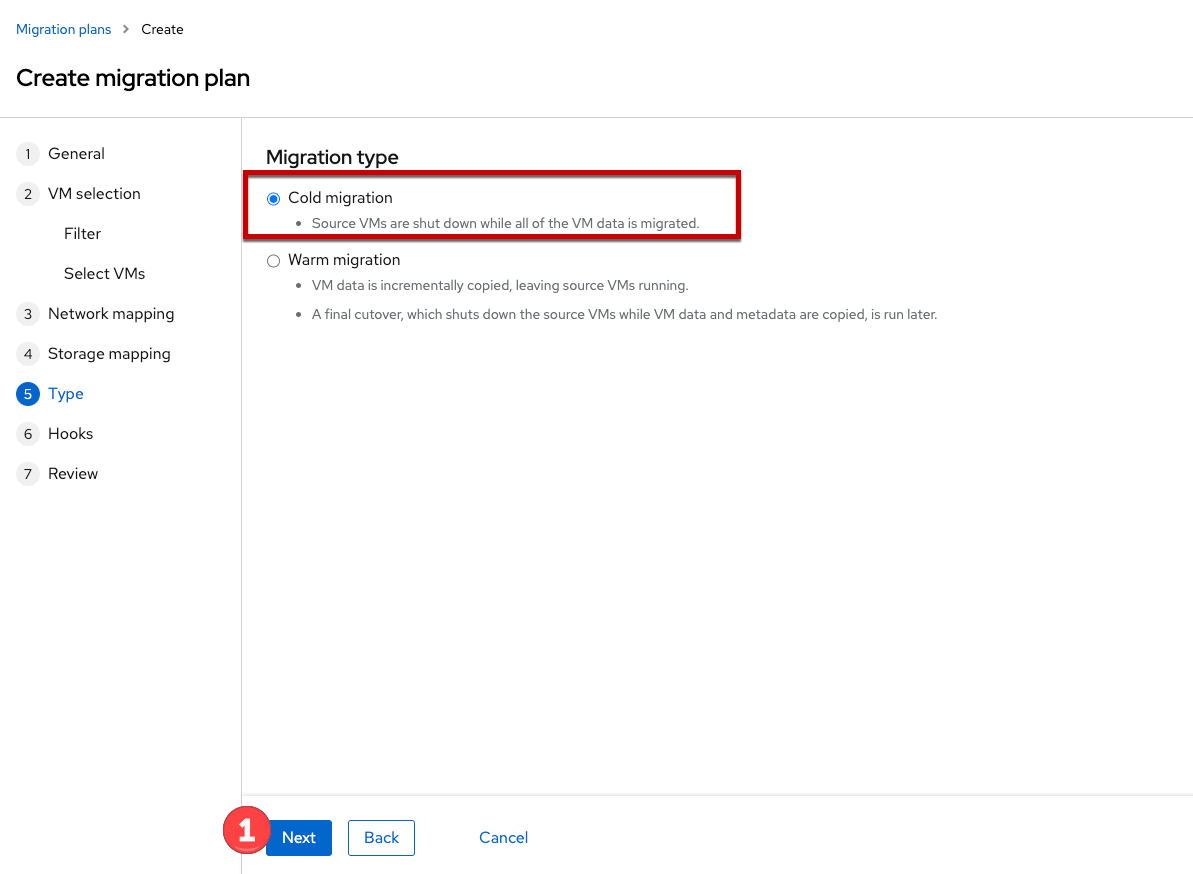 Migration plans > Create
Create migration plan
1 General
2 VM selection
Filter
Select VMs
3 Network mapping
4 Storage mapping
5 Type
6 Hooks
7 Review
Migration type
Cold migration
• Source VMs are shut down while all of the VM data is migrated.
Warm migration
• VM data is incrementally copied, leaving source VMs running.
• A final cutover, which shuts down the source VMs while VM data and metadata are copied, is run later.
1 Next Back Cancel